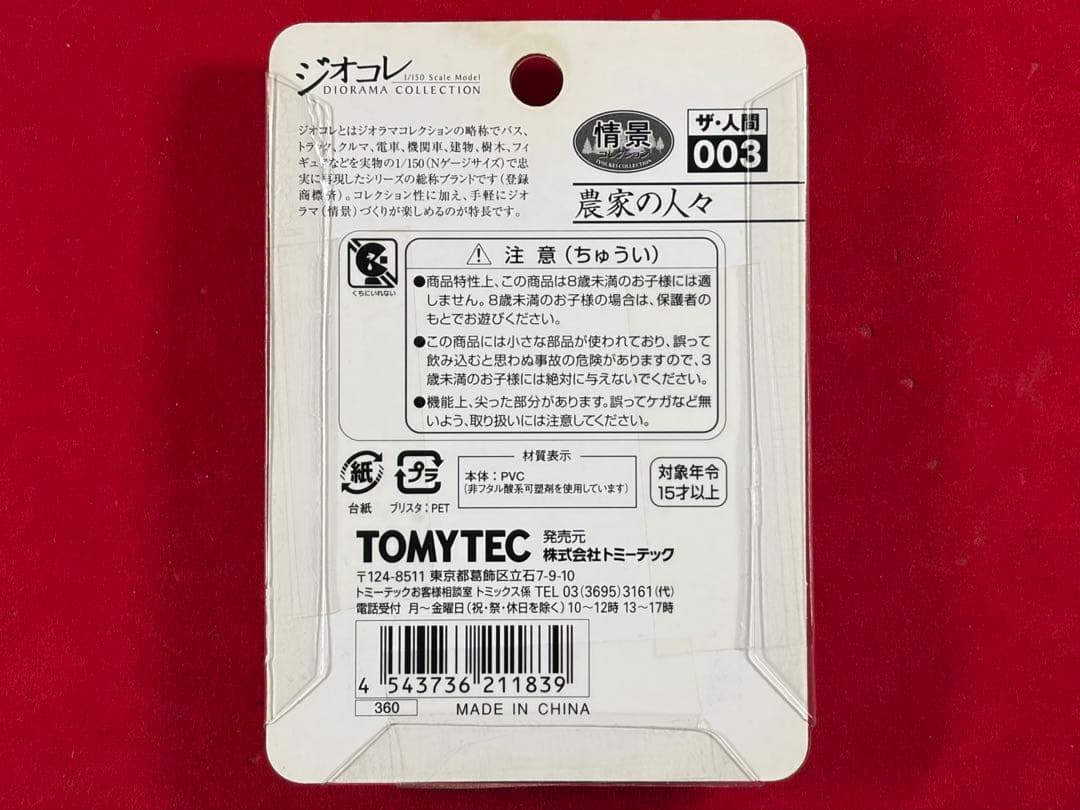 ジオコレ
1/150 Scale Model
DIORAMA COLLECTION
ジオコレとはジオラマコレクションの略称でバス、
トラック、クルマ、電車、機関車、建物、樹木、フィ
ギュアなどを実物の1/150(Nゲージサイズ)で忠
実に再現したシリーズの総称ブランドです(登録
商標済)。コレクション性に加え、手軽にジオ
ラマ(情景)づくりが楽しめるのが特長です。
情景
コレクション
JYOUKEI COLLECTION
ザ・人間
003
農家の人々
くちにいれない
注 意(ちゅうい)
●商品特性上、この商品は8歳未満のお子様には適
しません。8歳未満のお子様の場合は、保護者の
もとでお遊びください。
●この商品には小さな部品が使われており、誤って
飲み込むと思わぬ事故の危険がありますので、3
歳未満のお子様には絶対に与えないでください。
●機能上、尖った部分があります。誤ってケガなど無
いよう、取り扱いには注意してください。
紙
台紙
プラ
ブリスタ:PET
材質表示
本体:PVC
(非フタル酸系可塑剤を使用しています)
対象年令
15才以上
TOMYTEC
発売元
株式会社トミーテック
〒124-8511 東京都葛飾区立石7-9-10
トミーテックお客様相談室 トミックス係 TEL 03(3695)3161(代)
電話受付 月~金曜日(祝・祭・休日を除く)10~12時 13~17時
4 543736 211839
360
MADE IN CHINA